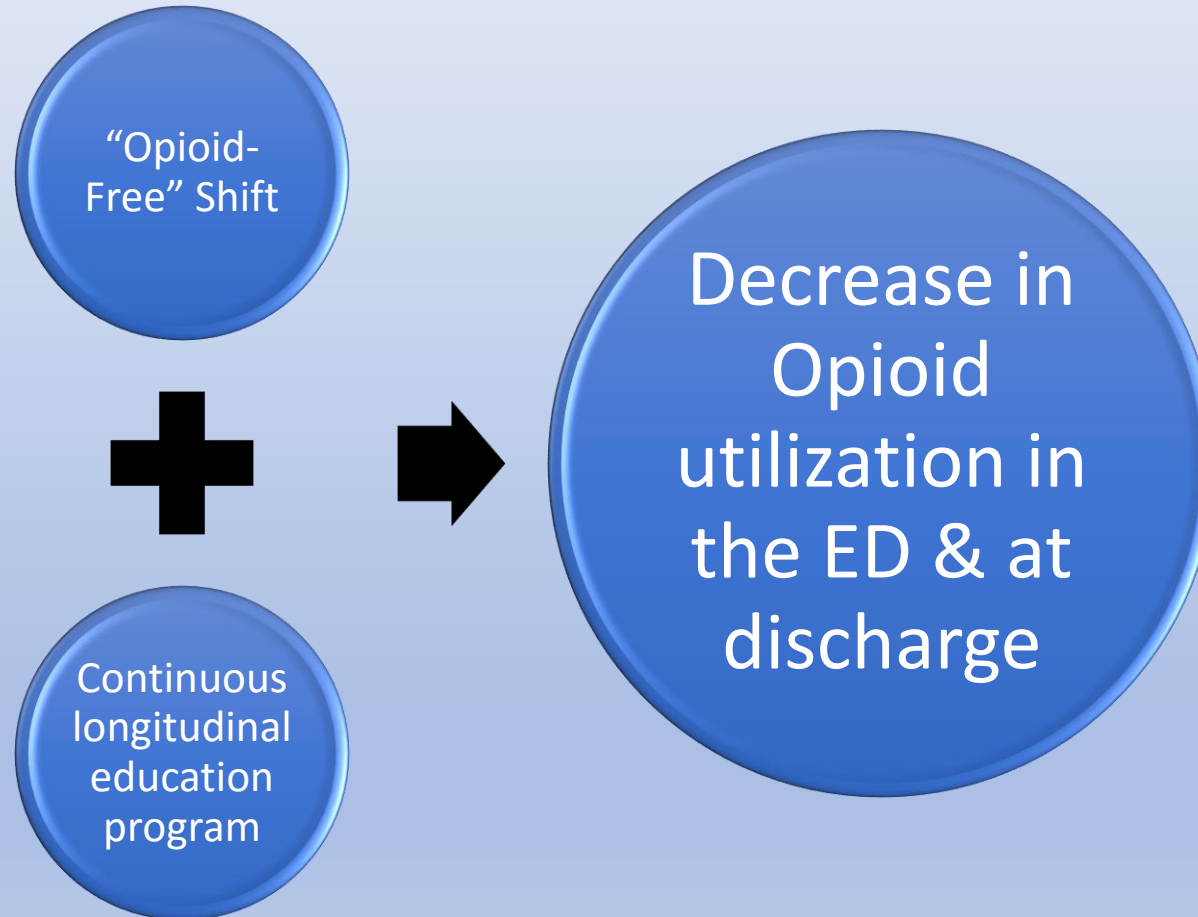 “Opioid-
Free” Shift
Continuous
longitudinal
education
program
Decrease in
Opioid
utilization in
the ED & at
discharge